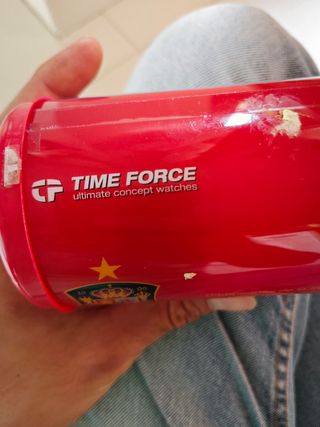 TIME FORCE
ultimate concept watches